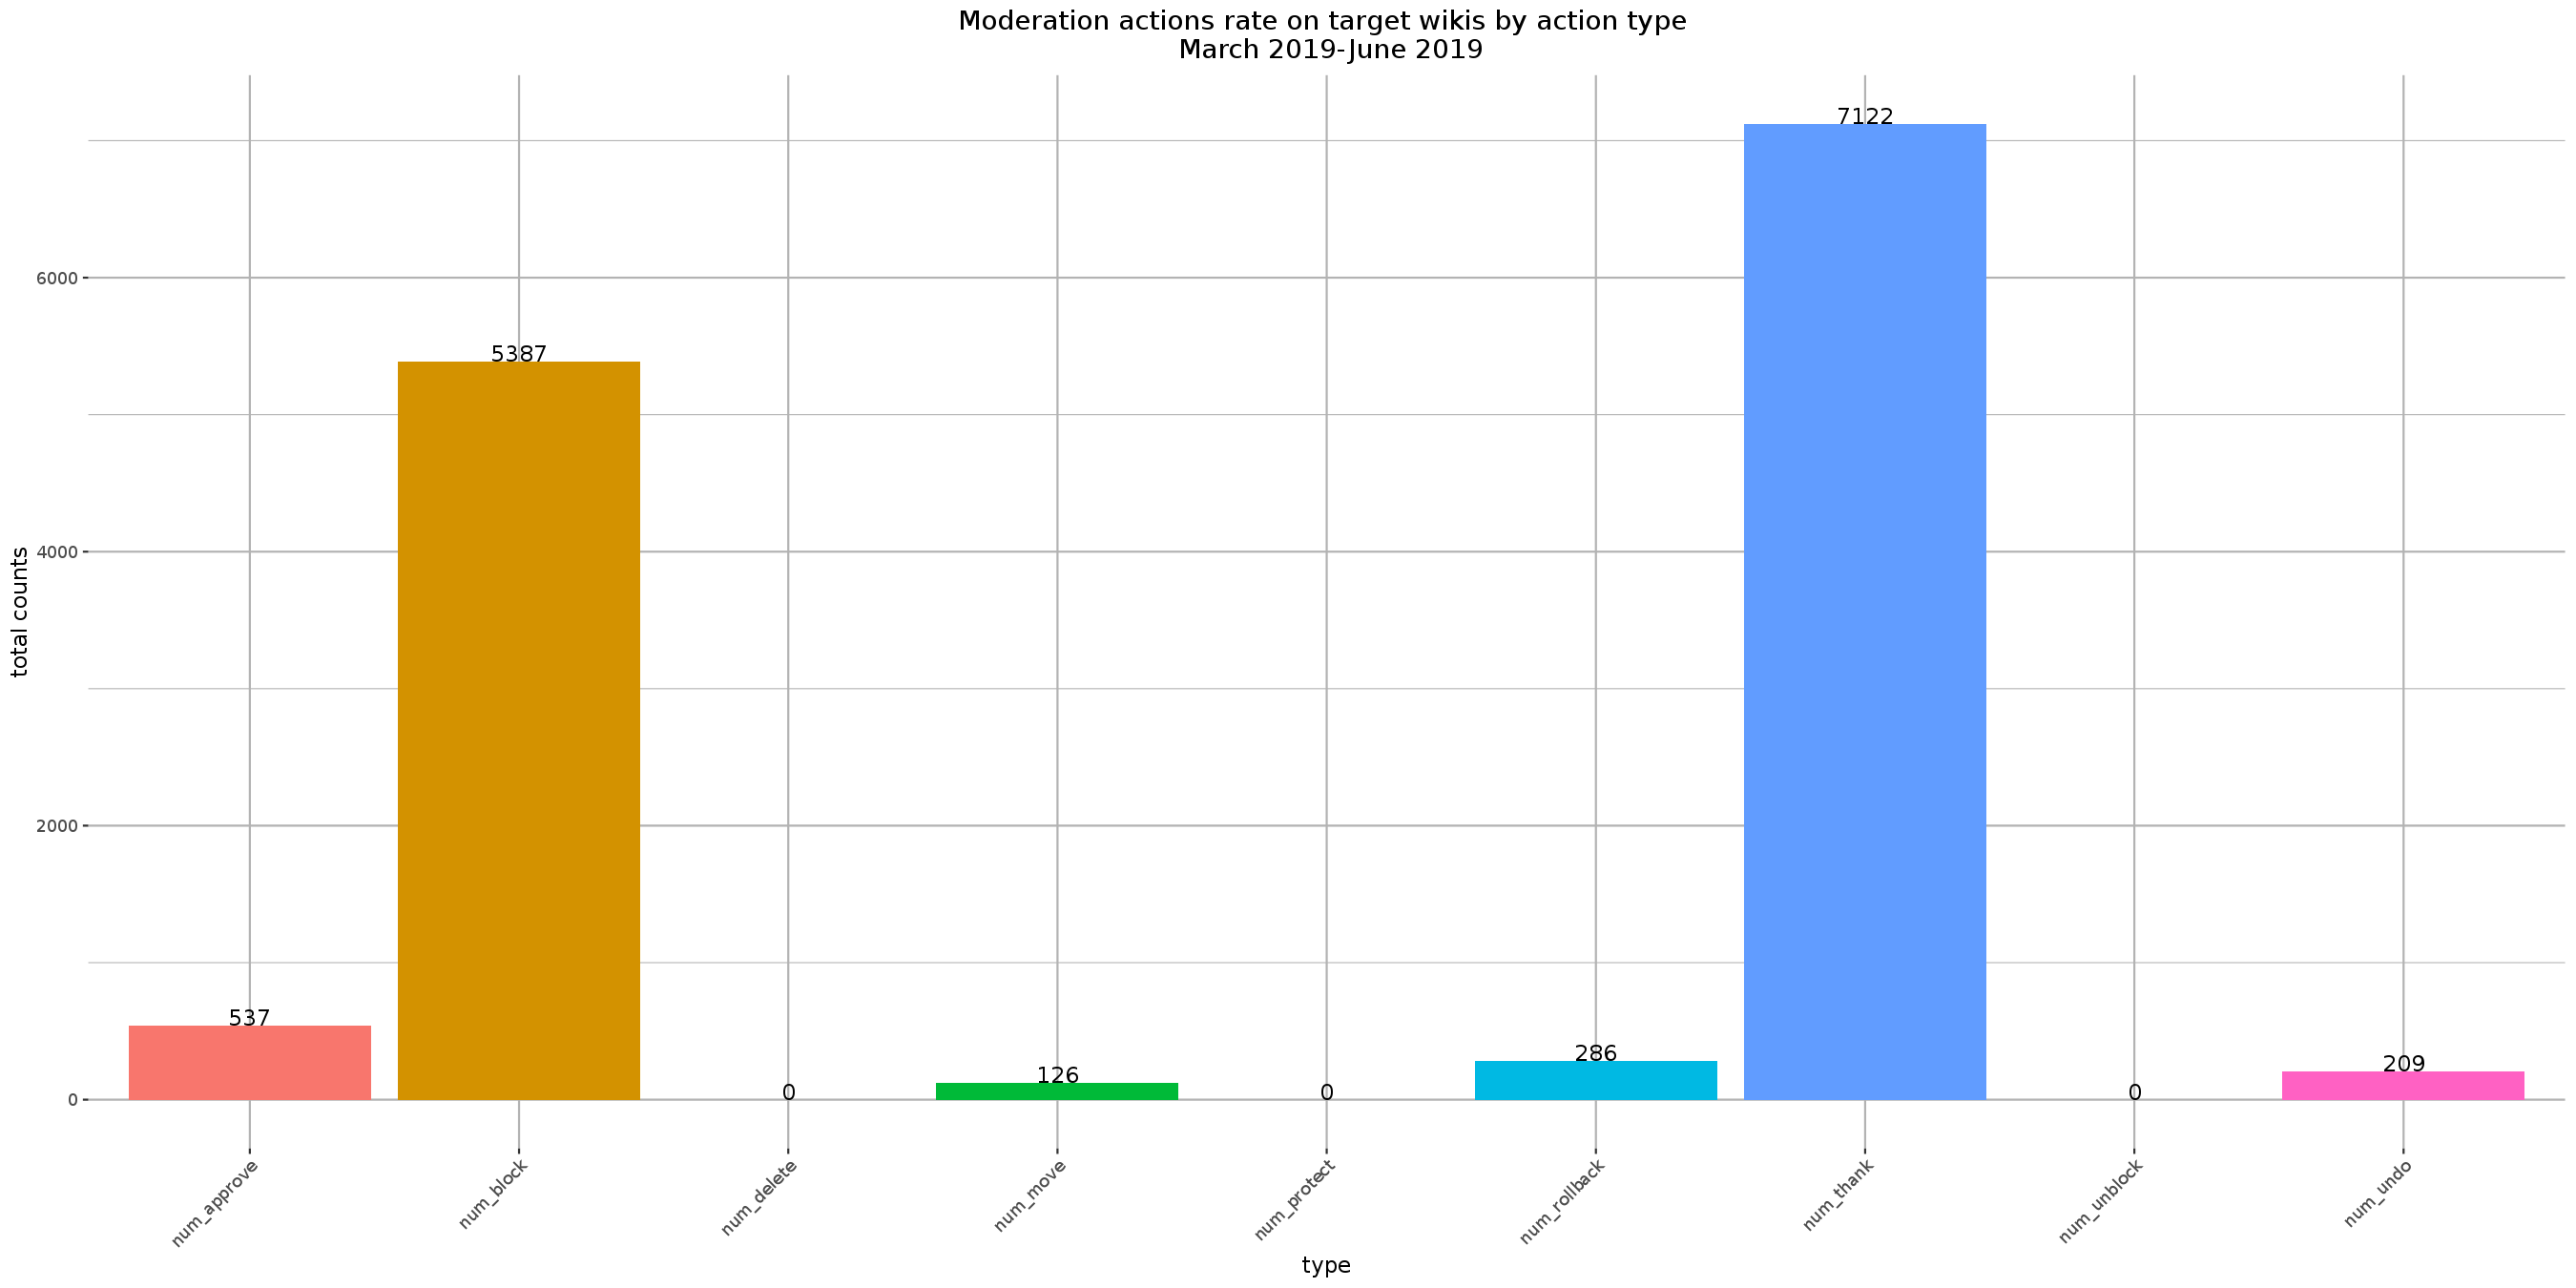 Moderation actions rate on target wikis by action type
March 2019-June 2019
total counts
6000
4000
2000
0
537
5387
0
126
0
286
7122
0
209
num_approve
num_block
num_delete
num_move
num_protect
num_rollback
num_thank
num_unblock
num_undo
type